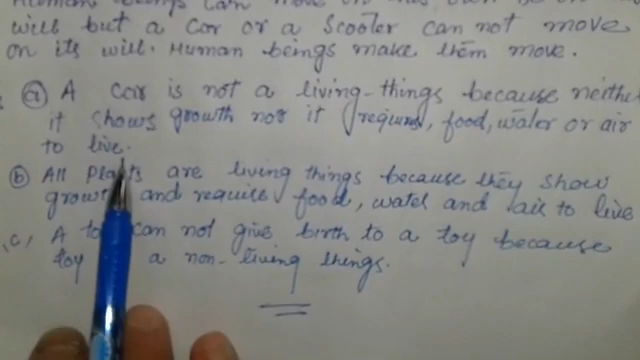 will but a car or a scooter can not move
on its will. Human beings make them move.
(a) A car is not a living-things because neither
it shows growth nor it requires, food, water or air
to live.
(b) All plants are living things because they show
growth and require food, water and air to live
(c) A toy can not give birth to a toy because
toy a non-living things.